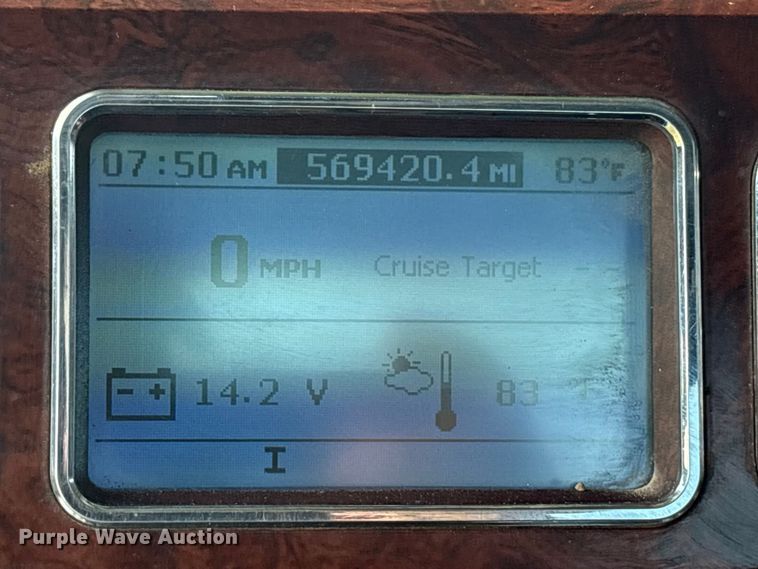 07:50 AM 569420.4 MI 83°F
0 MPH Cruise Target - -
- + 14.2 V 83 °F
I
Purple Wave Auction